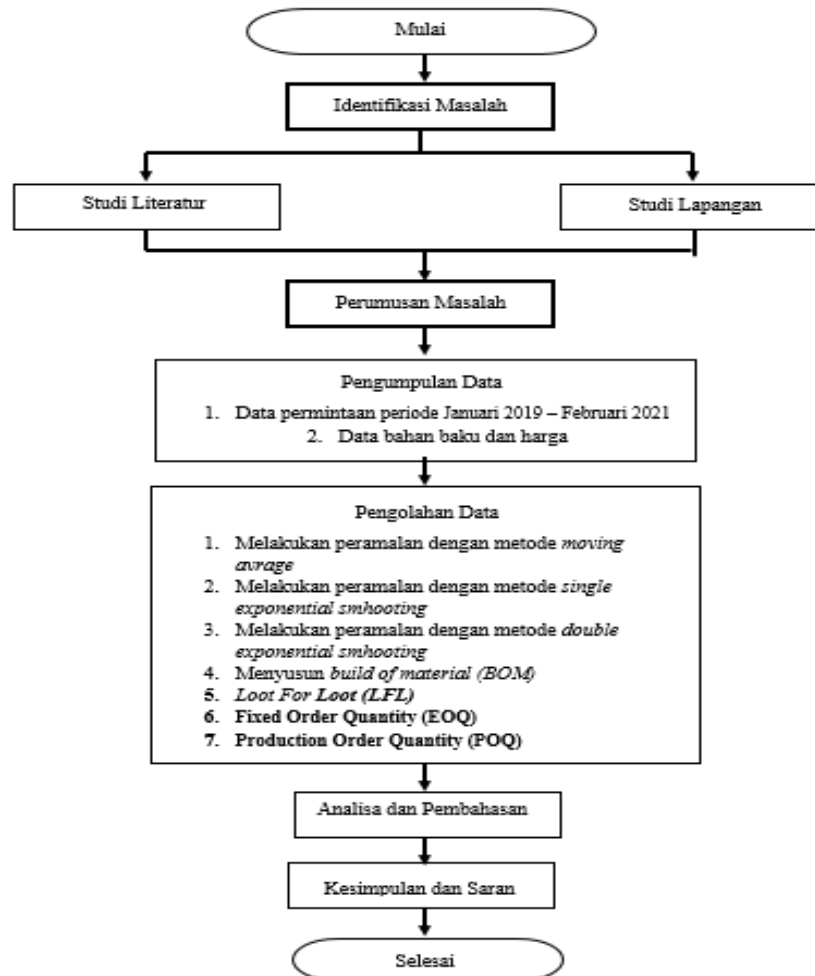 Mulai
Identifikasi Masalah
Studi Literatur
Studi Lapangan
Perumusan Masalah
Pengumpulan Data
1. Data permintaan periode Januari 2019 – Februari 2021
2. Data bahan baku dan harga
Pengolahan Data
1. Melakukan peramalan dengan metode moving
avrage
2. Melakukan peramalan dengan metode single
exponential smhooting
3. Melakukan peramalan dengan metode double
exponential smhooting
4. Menyusun build of material (BOM)
5. Loot For Loot (LFL)
6. Fixed Order Quantity (EOQ)
7. Production Order Quantity (POQ)
Analisa dan Pembahasan
Kesimpulan dan Saran
Selesai